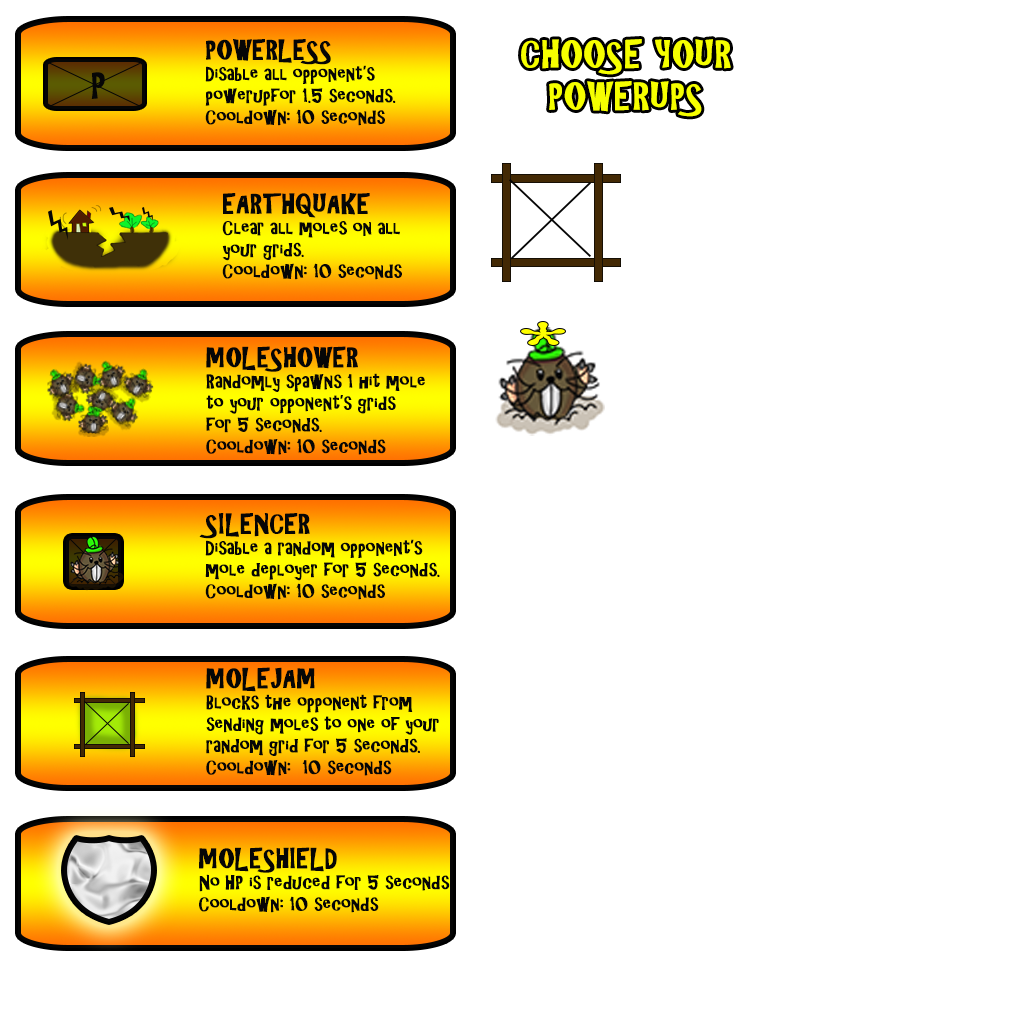 POWERLESS
Disable all opponent's
powerupfor 1.5 seconds.
Cooldown: 10 seconds
P
CHOOSE YOUR
POWERUPS
EARTHQUAKE
Clear all moles on all
your grids.
Cooldown: 10 seconds
MOLESHOWER
Randomly spawns 1 hit mole
to your opponent's grids
for 5 seconds.
Cooldown: 10 seconds
SILENCER
Disable a random opponent's
mole deployer for 5 seconds.
Cooldown: 10 seconds
MOLEJAM
Blocks the opponent from
sending moles to one of your
random grid for 5 seconds.
Cooldown: 10 seconds
MOLESHIELD
No HP is reduced for 5 seconds
Cooldown: 10 seconds